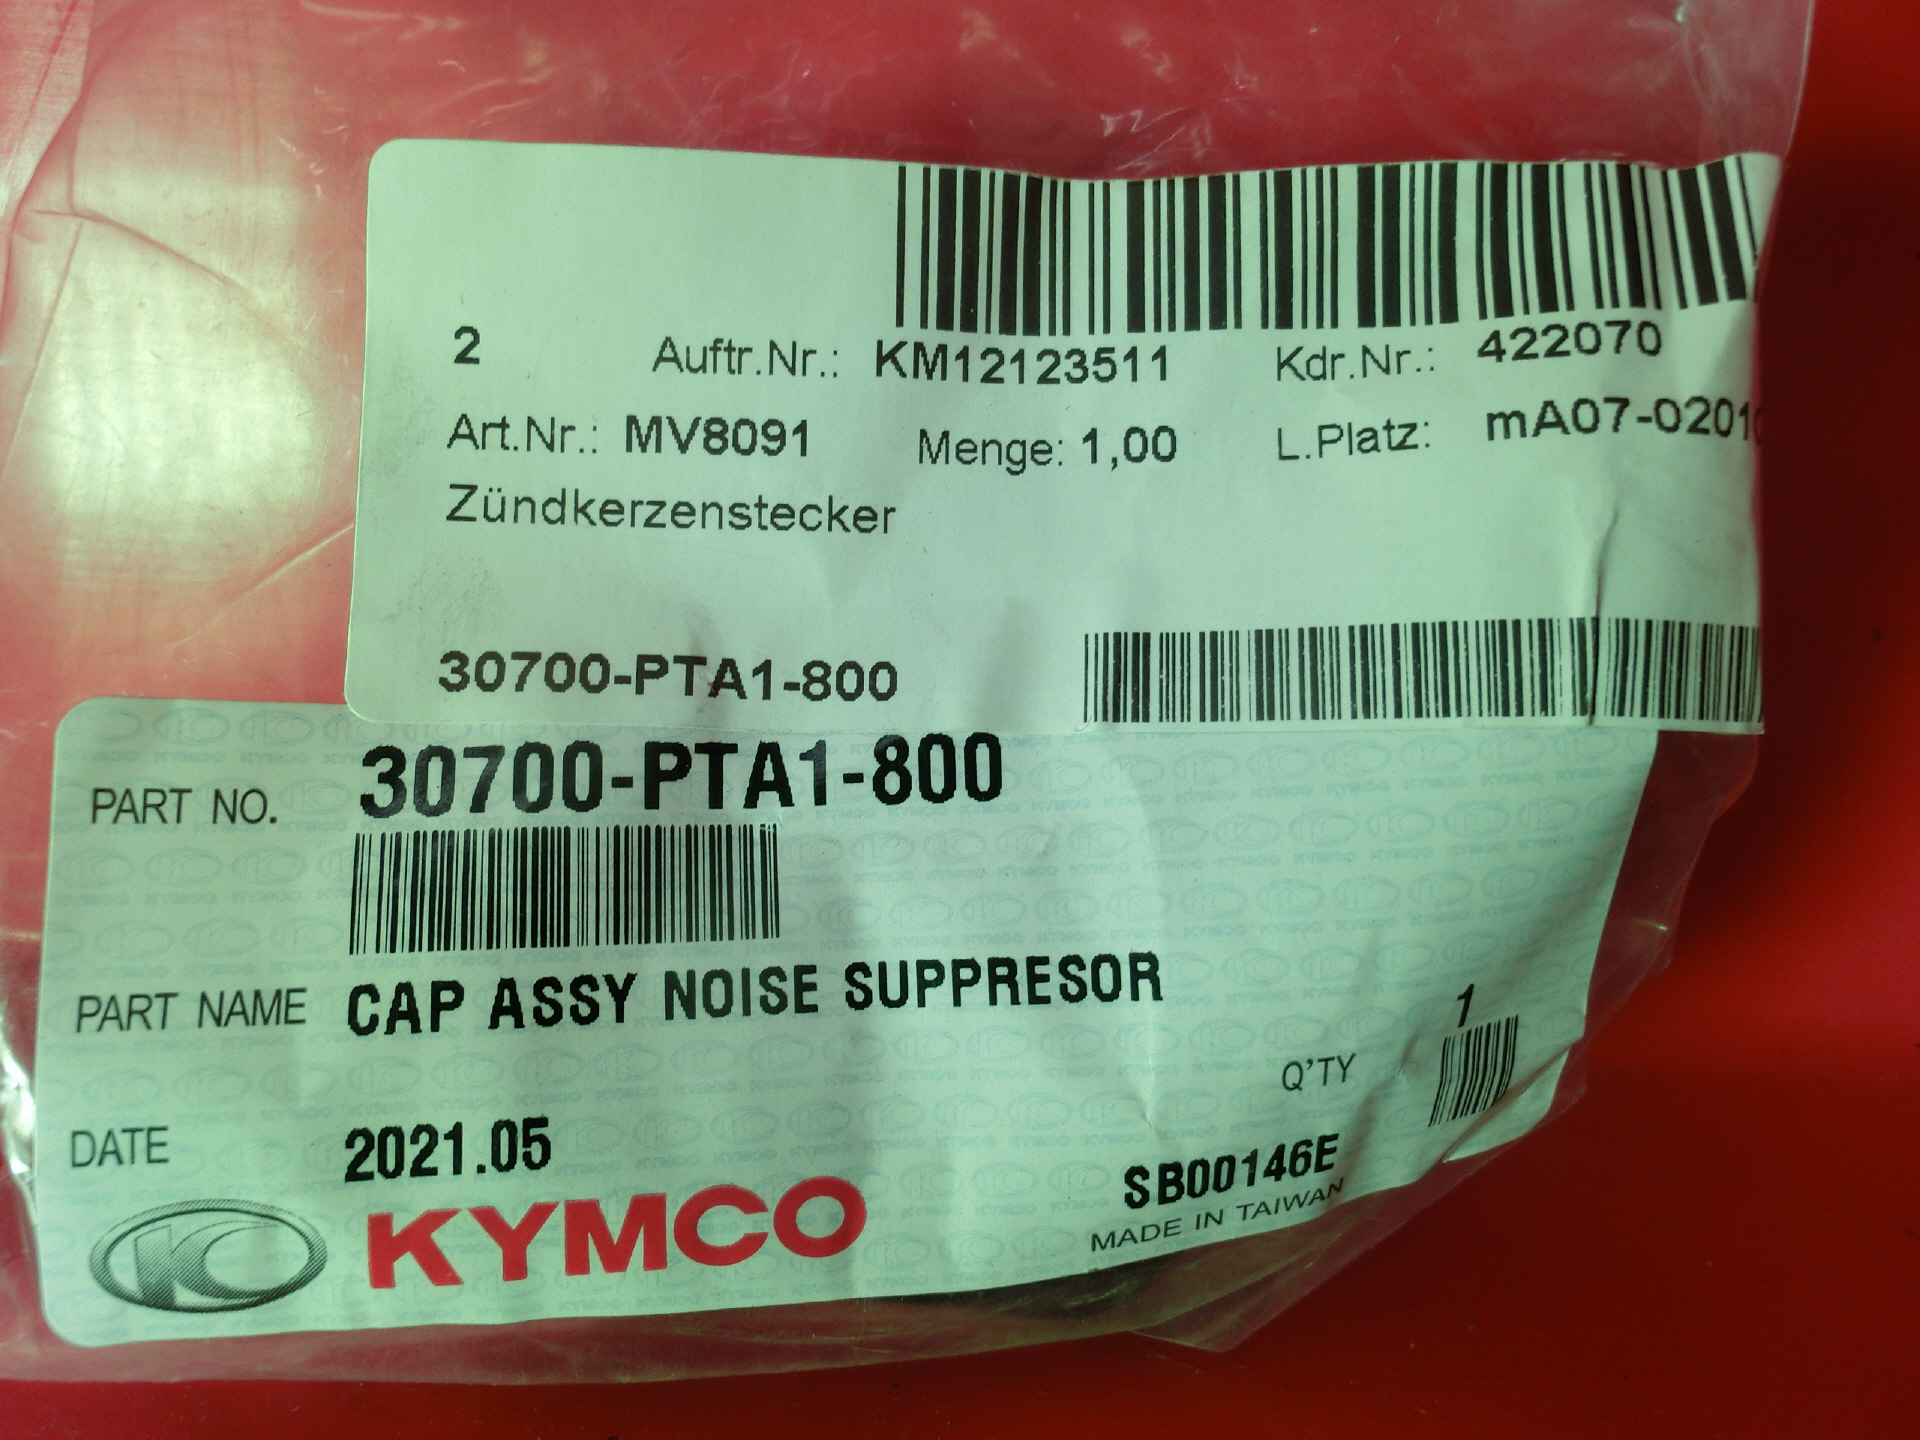 2 Auftr.Nr.: KM12123511 Kdr.Nr.: 422070
Art.Nr.: MV8091 Menge: 1,00 L.Platz: mA07-0201
Zündkerzenstecker
30700-PTA1-800
PART NO. 30700-PTA1-800
PART NAME CAP ASSY NOISE SUPPRESOR
1
Q'TY
DATE 2021.05
SB00146E
KYMCO
MADE IN TAIWAN